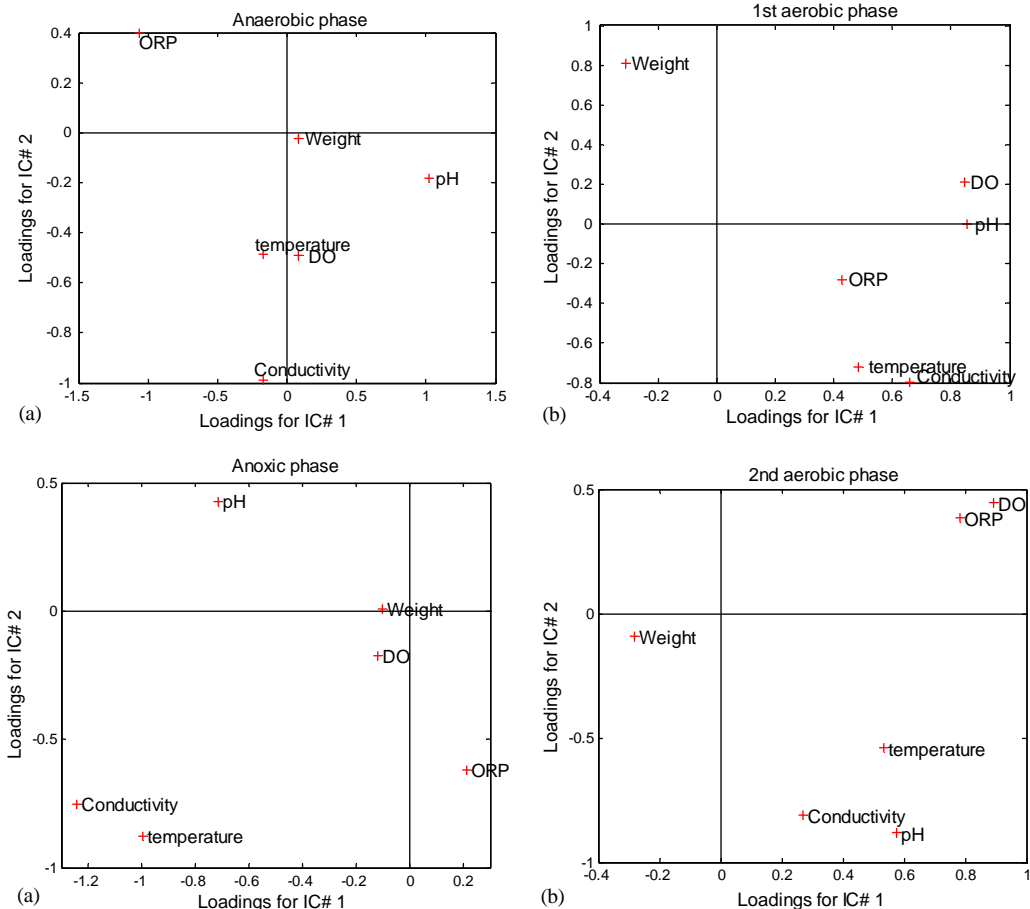 Anaerobic phase
0.4
ORP
0.2
0
Weight
pH
-0.2
-0.4
temperature
DO
-0.6
-0.8
Conductivity
-1
-1.5
-1
-0.5
0
0.5
1
1.5
Loadings for IC# 1
Loadings for IC# 2
(a)
1st aerobic phase
1
0.8
Weight
0.6
0.4
DO
0.2
0
pH
-0.2
ORP
-0.4
-0.6
temperature
Conductivity
-0.8
-0.4
-0.2
0
0.2
0.4
0.6
0.8
1
Loadings for IC# 1
Loadings for IC# 2
(b)
Anoxic phase
0.5
pH
0
Weight
DO
-0.5
ORP
Conductivity
temperature
-1
-1.2
-1
-0.8
-0.6
-0.4
-0.2
0
0.2
Loadings for IC# 1
Loadings for IC# 2
(a)
2nd aerobic phase
0.5
DO
ORP
0
Weight
-0.5
temperature
Conductivity
pH
-1
-0.4
-0.2
0
0.2
0.4
0.6
0.8
1
Loadings for IC# 1
Loadings for IC# 2
(b)